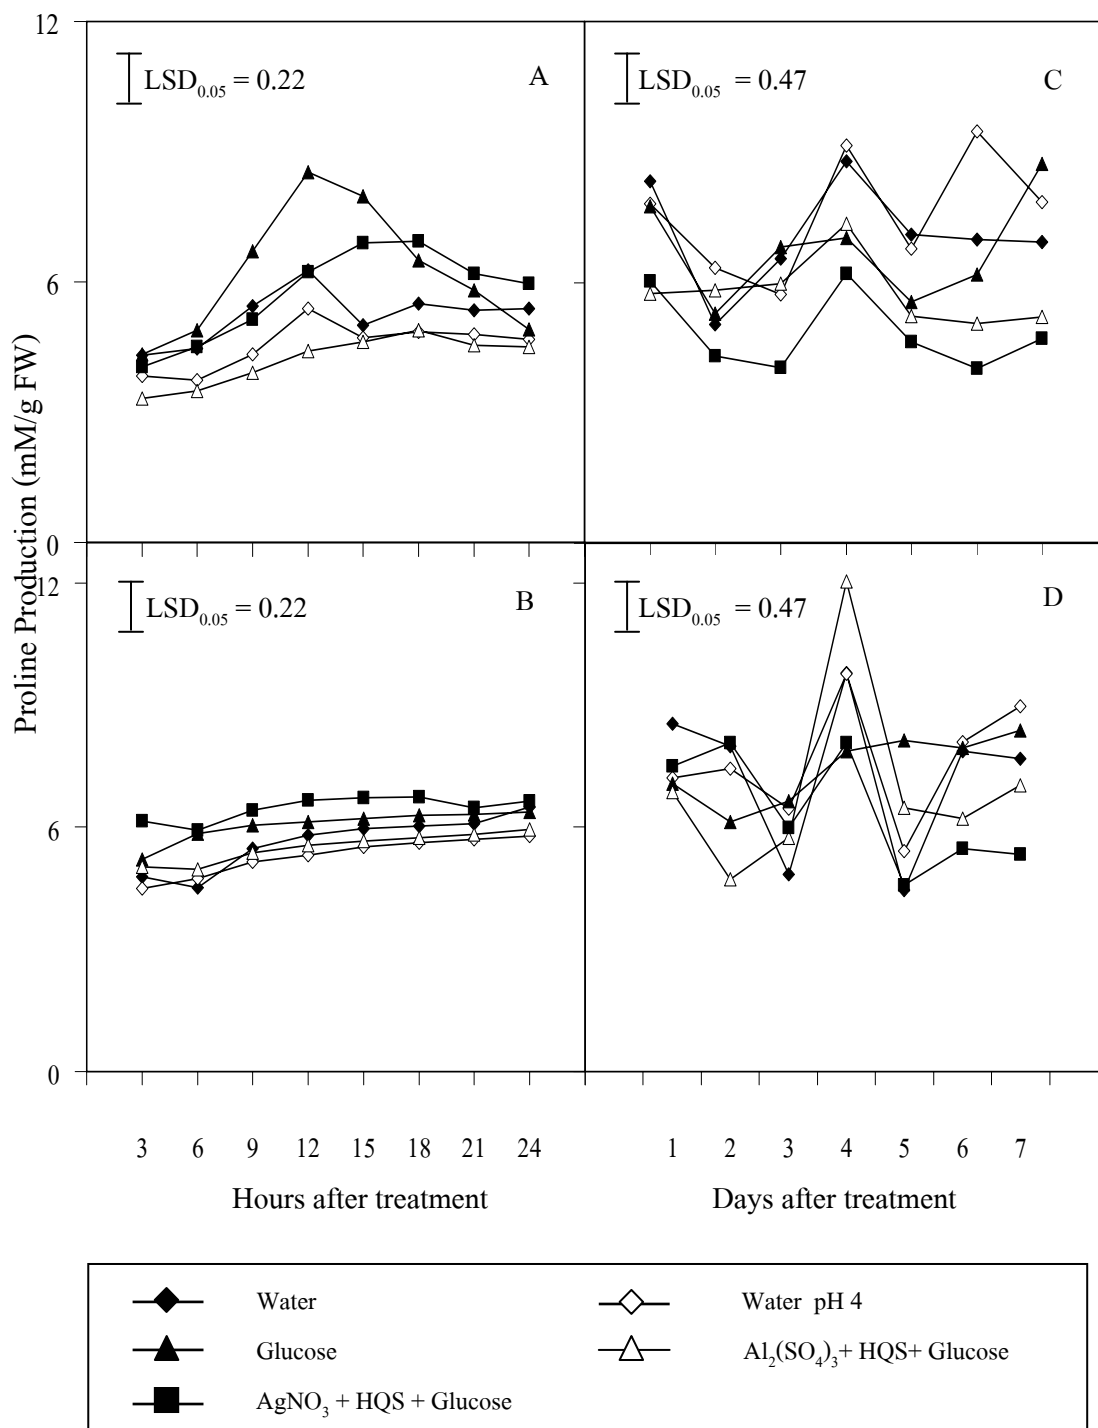 Proline Production (mM/g FW)
12
LSD0.05 = 0.22
A
LSD0.05 = 0.47
C
6
0
12
LSD0.05 = 0.22
B
LSD0.05 = 0.47
D
6
0
3 6 9 12 15 18 21 24
1 2 3 4 5 6 7
Hours after treatment
Days after treatment
Water
Water pH 4
Glucose
Al2(SO4)3+ HQS+ Glucose
AgNO3 + HQS + Glucose